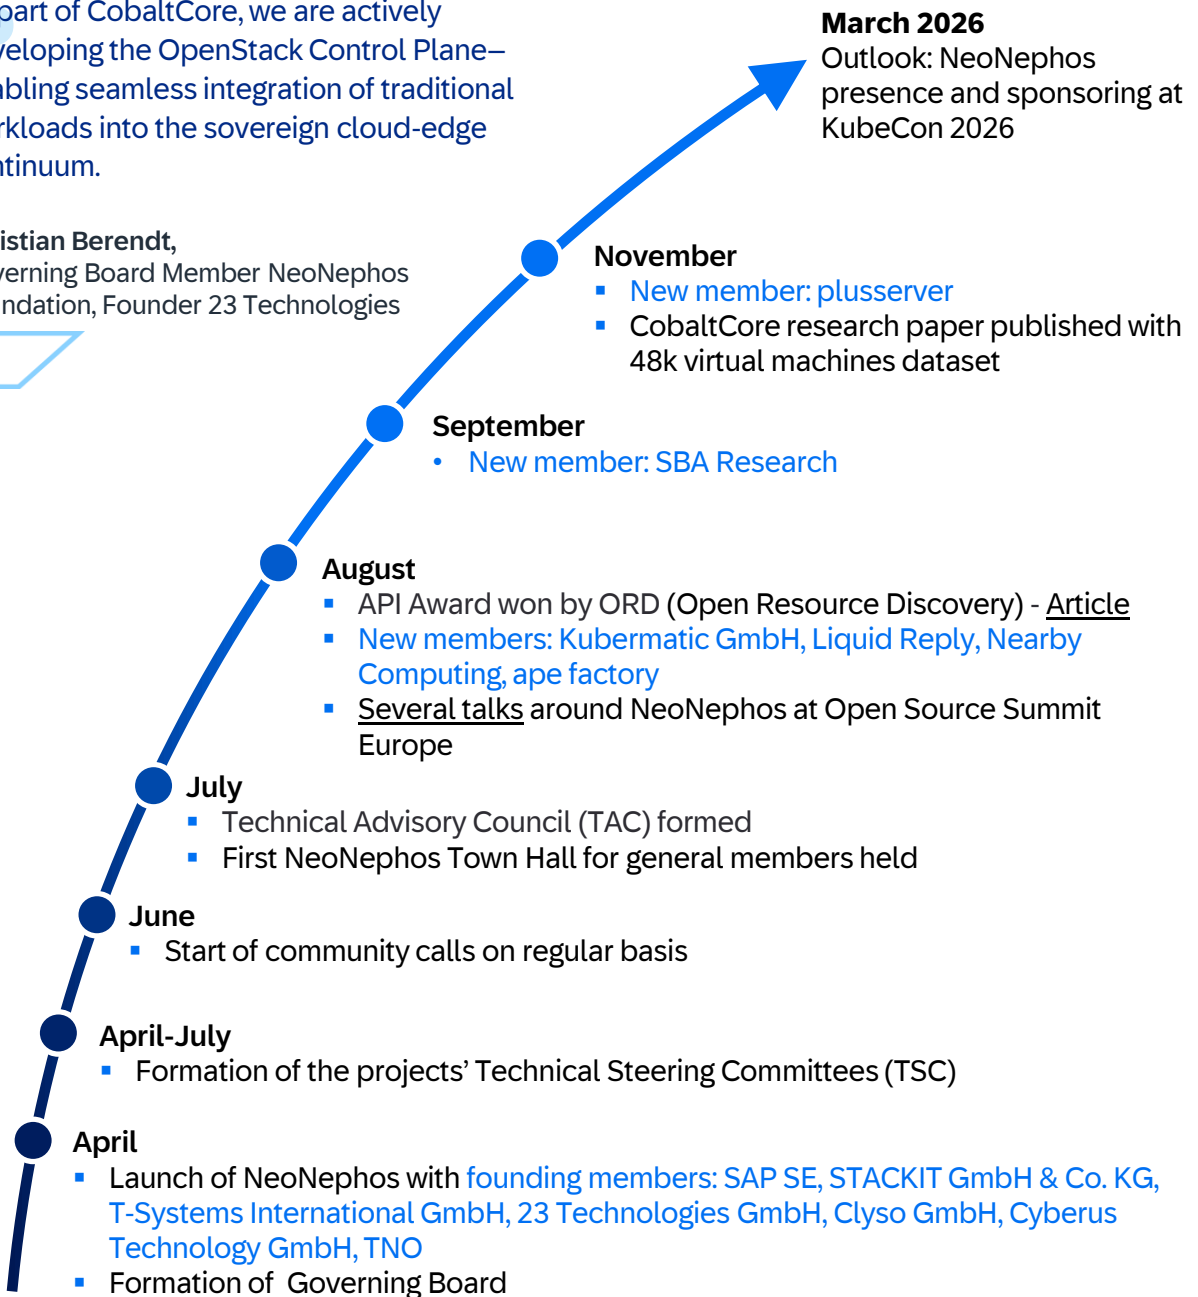 part of CobaltCore, we are actively
veloping the OpenStack Control Plane–
bling seamless integration of traditional
rkloads into the sovereign cloud-edge
ntinuum.
istian Berendt,
verning Board Member NeoNephos
ndation, Founder 23 Technologies
March 2026
Outlook: NeoNephos
presence and sponsoring at
KubeCon 2026
November
▪ New member: plusserver
▪ CobaltCore research paper published with
48k virtual machines dataset
September
• New member: SBA Research
August
▪ API Award won by ORD (Open Resource Discovery) - Article
▪ New members: Kubermatic GmbH, Liquid Reply, Nearby
Computing, ape factory
▪ Several talks around NeoNephos at Open Source Summit
Europe
July
▪ Technical Advisory Council (TAC) formed
▪ First NeoNephos Town Hall for general members held
June
▪ Start of community calls on regular basis
April-July
▪ Formation of the projects’ Technical Steering Committees (TSC)
April
▪ Launch of NeoNephos with founding members: SAP SE, STACKIT GmbH & Co. KG,
T-Systems International GmbH, 23 Technologies GmbH, Clyso GmbH, Cyberus
Technology GmbH, TNO
▪ Formation of Governing Board